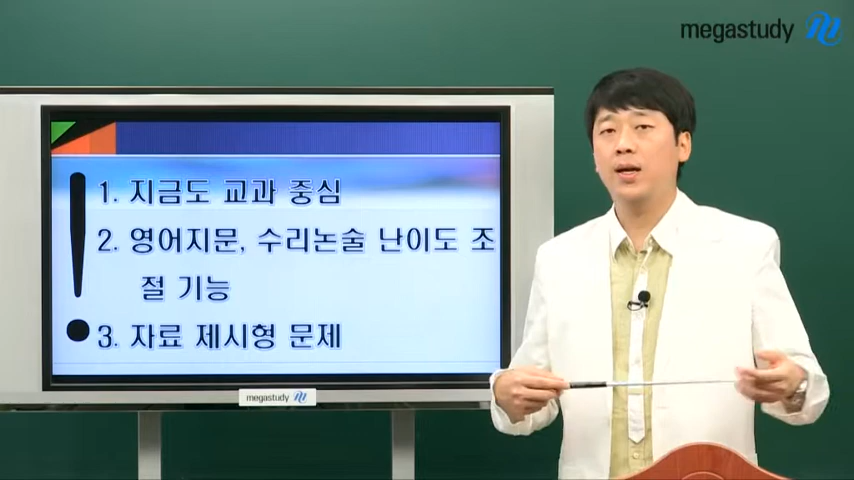 megastudy
1. 지금도 교과 중심
2. 영어지문, 수리논술 난이도 조
절 기능
3. 자료 제시형 문제
megastudy